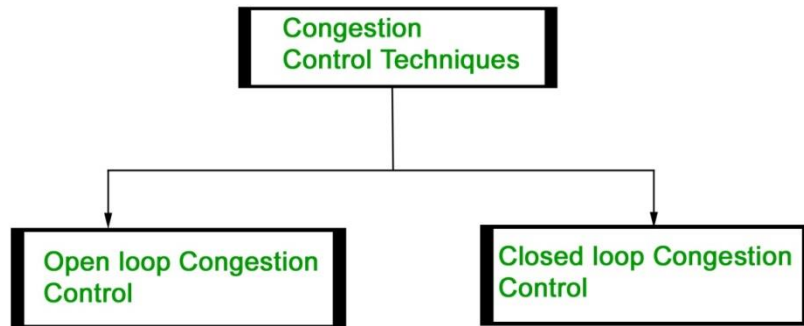 Congestion
Control Techniques
Open loop Congestion
Control
Closed loop Congestion
Control